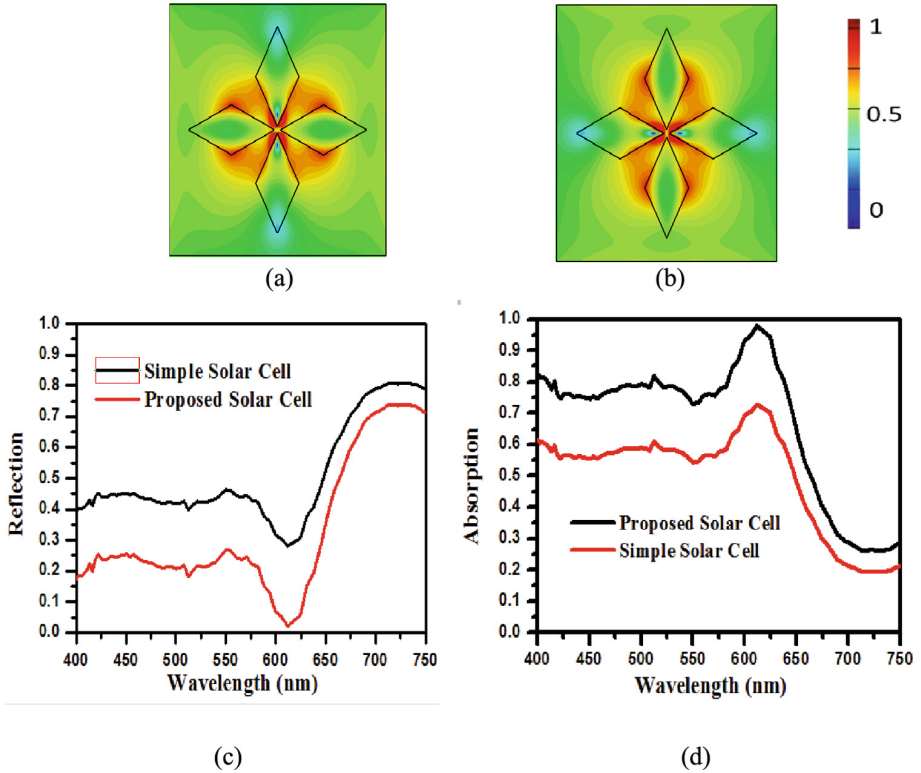 1
0.5
0
(a)
(b)
1.0
0.9
0.8
0.7
0.6
0.5
0.4
0.3
0.2
0.1
0.0
Reflection
Simple Solar Cell
Proposed Solar Cell
400 450 500 550 600 650 700 750
Wavelength (nm)
1.0
0.9
0.8
0.7
0.6
0.5
0.4
0.3
0.2
0.1
0.0
Absorption
Proposed Solar Cell
Simple Solar Cell
400 450 500 550 600 650 700 750
Wavelength (nm)
(c)
(d)